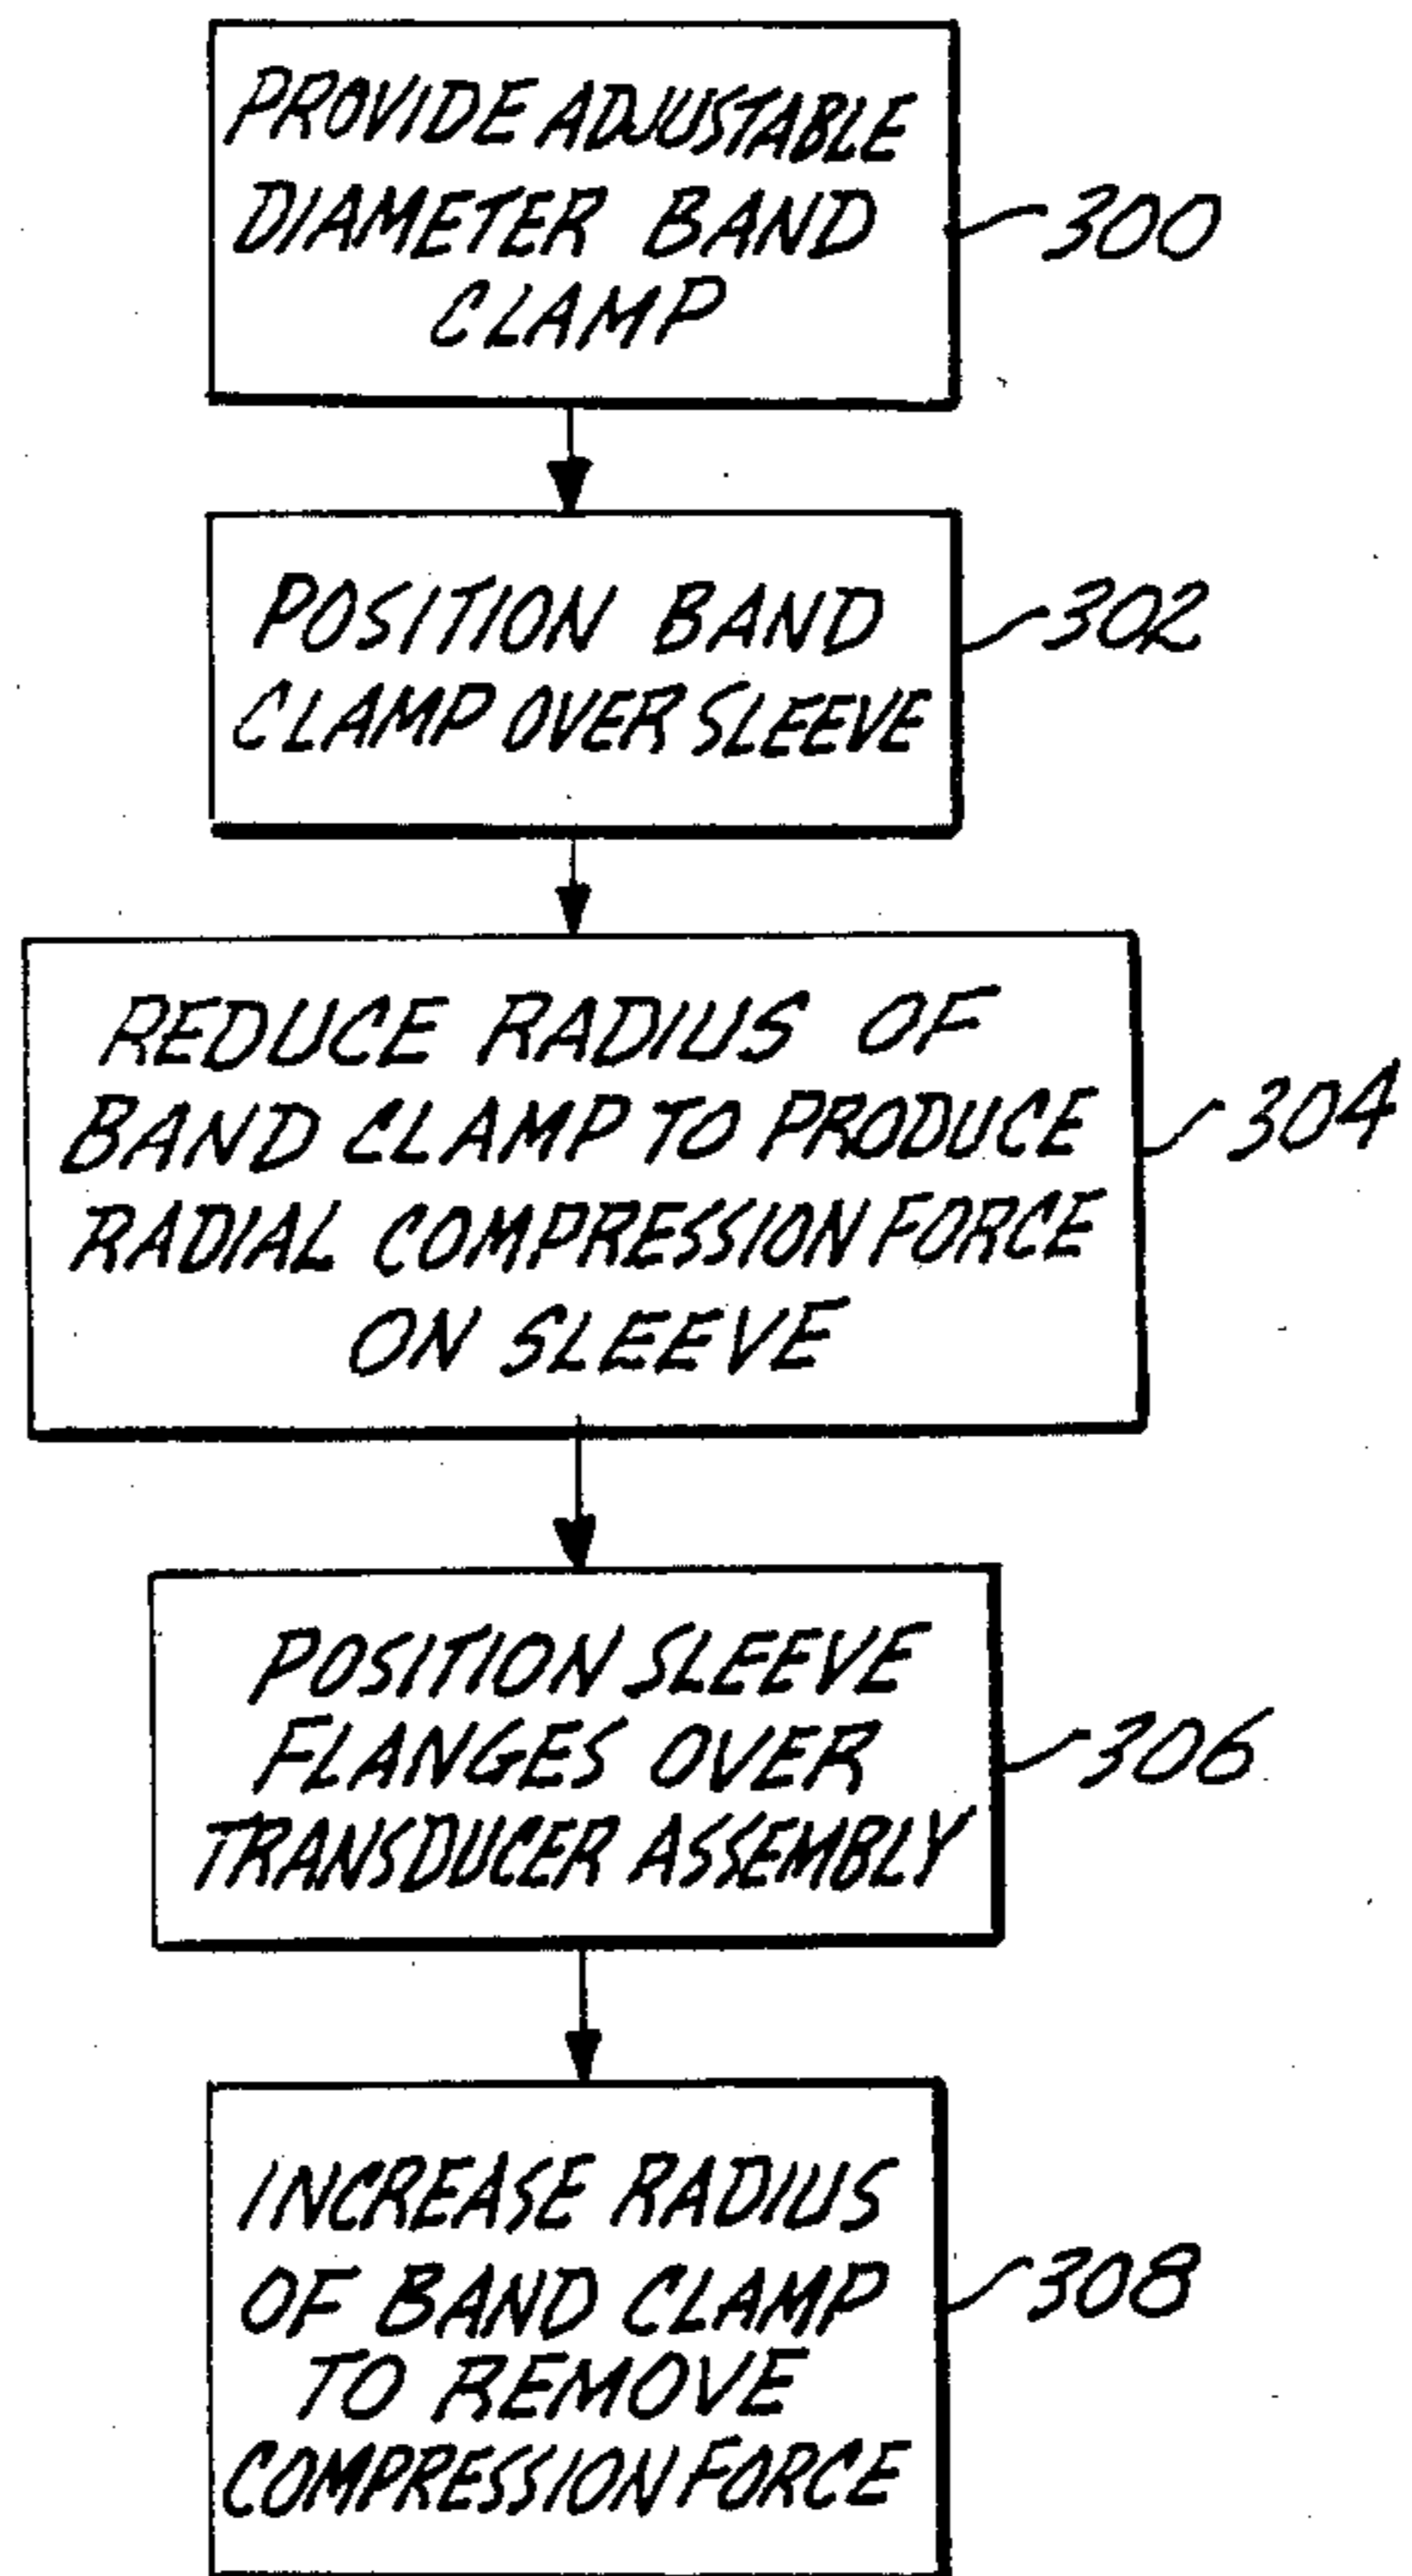 PROVIDE ADJUSTABLE
DIAMETER BAND
CLAMP
300
POSITION BAND
CLAMP OVER SLEEVE
302
REDUCE RADIUS OF
BAND CLAMP TO PRODUCE
RADIAL COMPRESSION FORCE
ON SLEEVE
304
POSITION SLEEVE
FLANGES OVER
TRANSDUCER ASSEMBLY
306
INCREASE RADIUS
OF BAND CLAMP
TO REMOVE
COMPRESSION FORCE
308